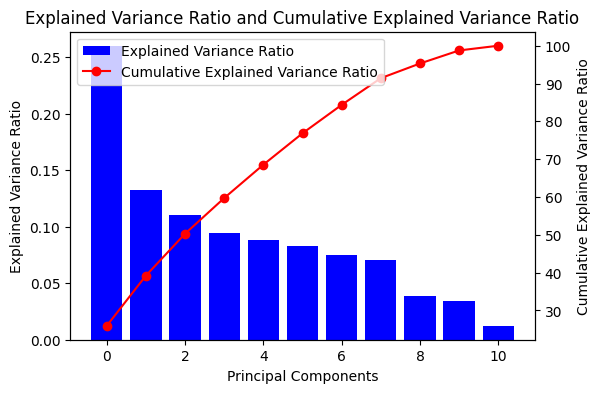 Explained Variance Ratio and Cumulative Explained Variance Ratio
Explained Variance Ratio
Cumulative Explained Variance Ratio
Explained Variance Ratio
0.25
0.20
0.15
0.10
0.05
0.00
100
90
80
70
60
50
40
30
Cumulative Explained Variance Ratio
0 2 4 6 8 10
Principal Components